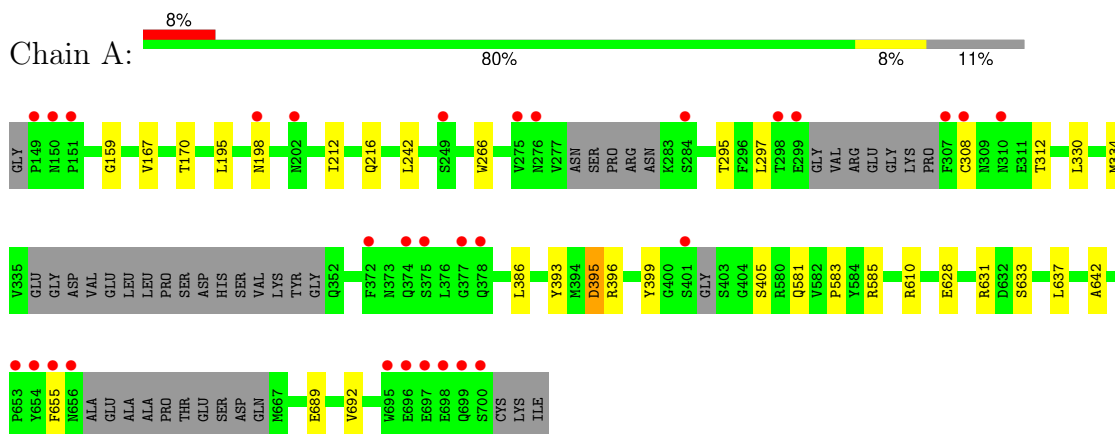 8%
Chain A:
80% 8% 11%
GLY P149 N150 P151 G159 V167 T170 L195 N198 N202 I212 Q216 L242 S249 W266 V275 N276 V277 ASN SER PRO ARG ASN K283 S284 T295 F296 L297 T298 E299 GLY VAL ARG GLU GLY LYS PRO F307 C308 N309 N310 E311 T312 L330 M334
V335 GLU GLY ASP VAL GLU LEU LEU PRO SER ASP ASP HIS SER VAL LYS TYR GLY Q352 F372 N373 Q374 S375 L376 G377 Q378 L386 Y393 M394 D395 R396 Y399 G400 S401 GLY S403 G404 S405 R580 Q581 V582 P583 Y584 R585 R610 E628 R631 D632 S633 L637 A642
P653 Y654 F655 N656 ALA GLU ALA ALA PRO THR GLU SER ASP GLN M667 E689 V692 W695 E696 E697 E698 Q699 S700 CYS LYS ILE